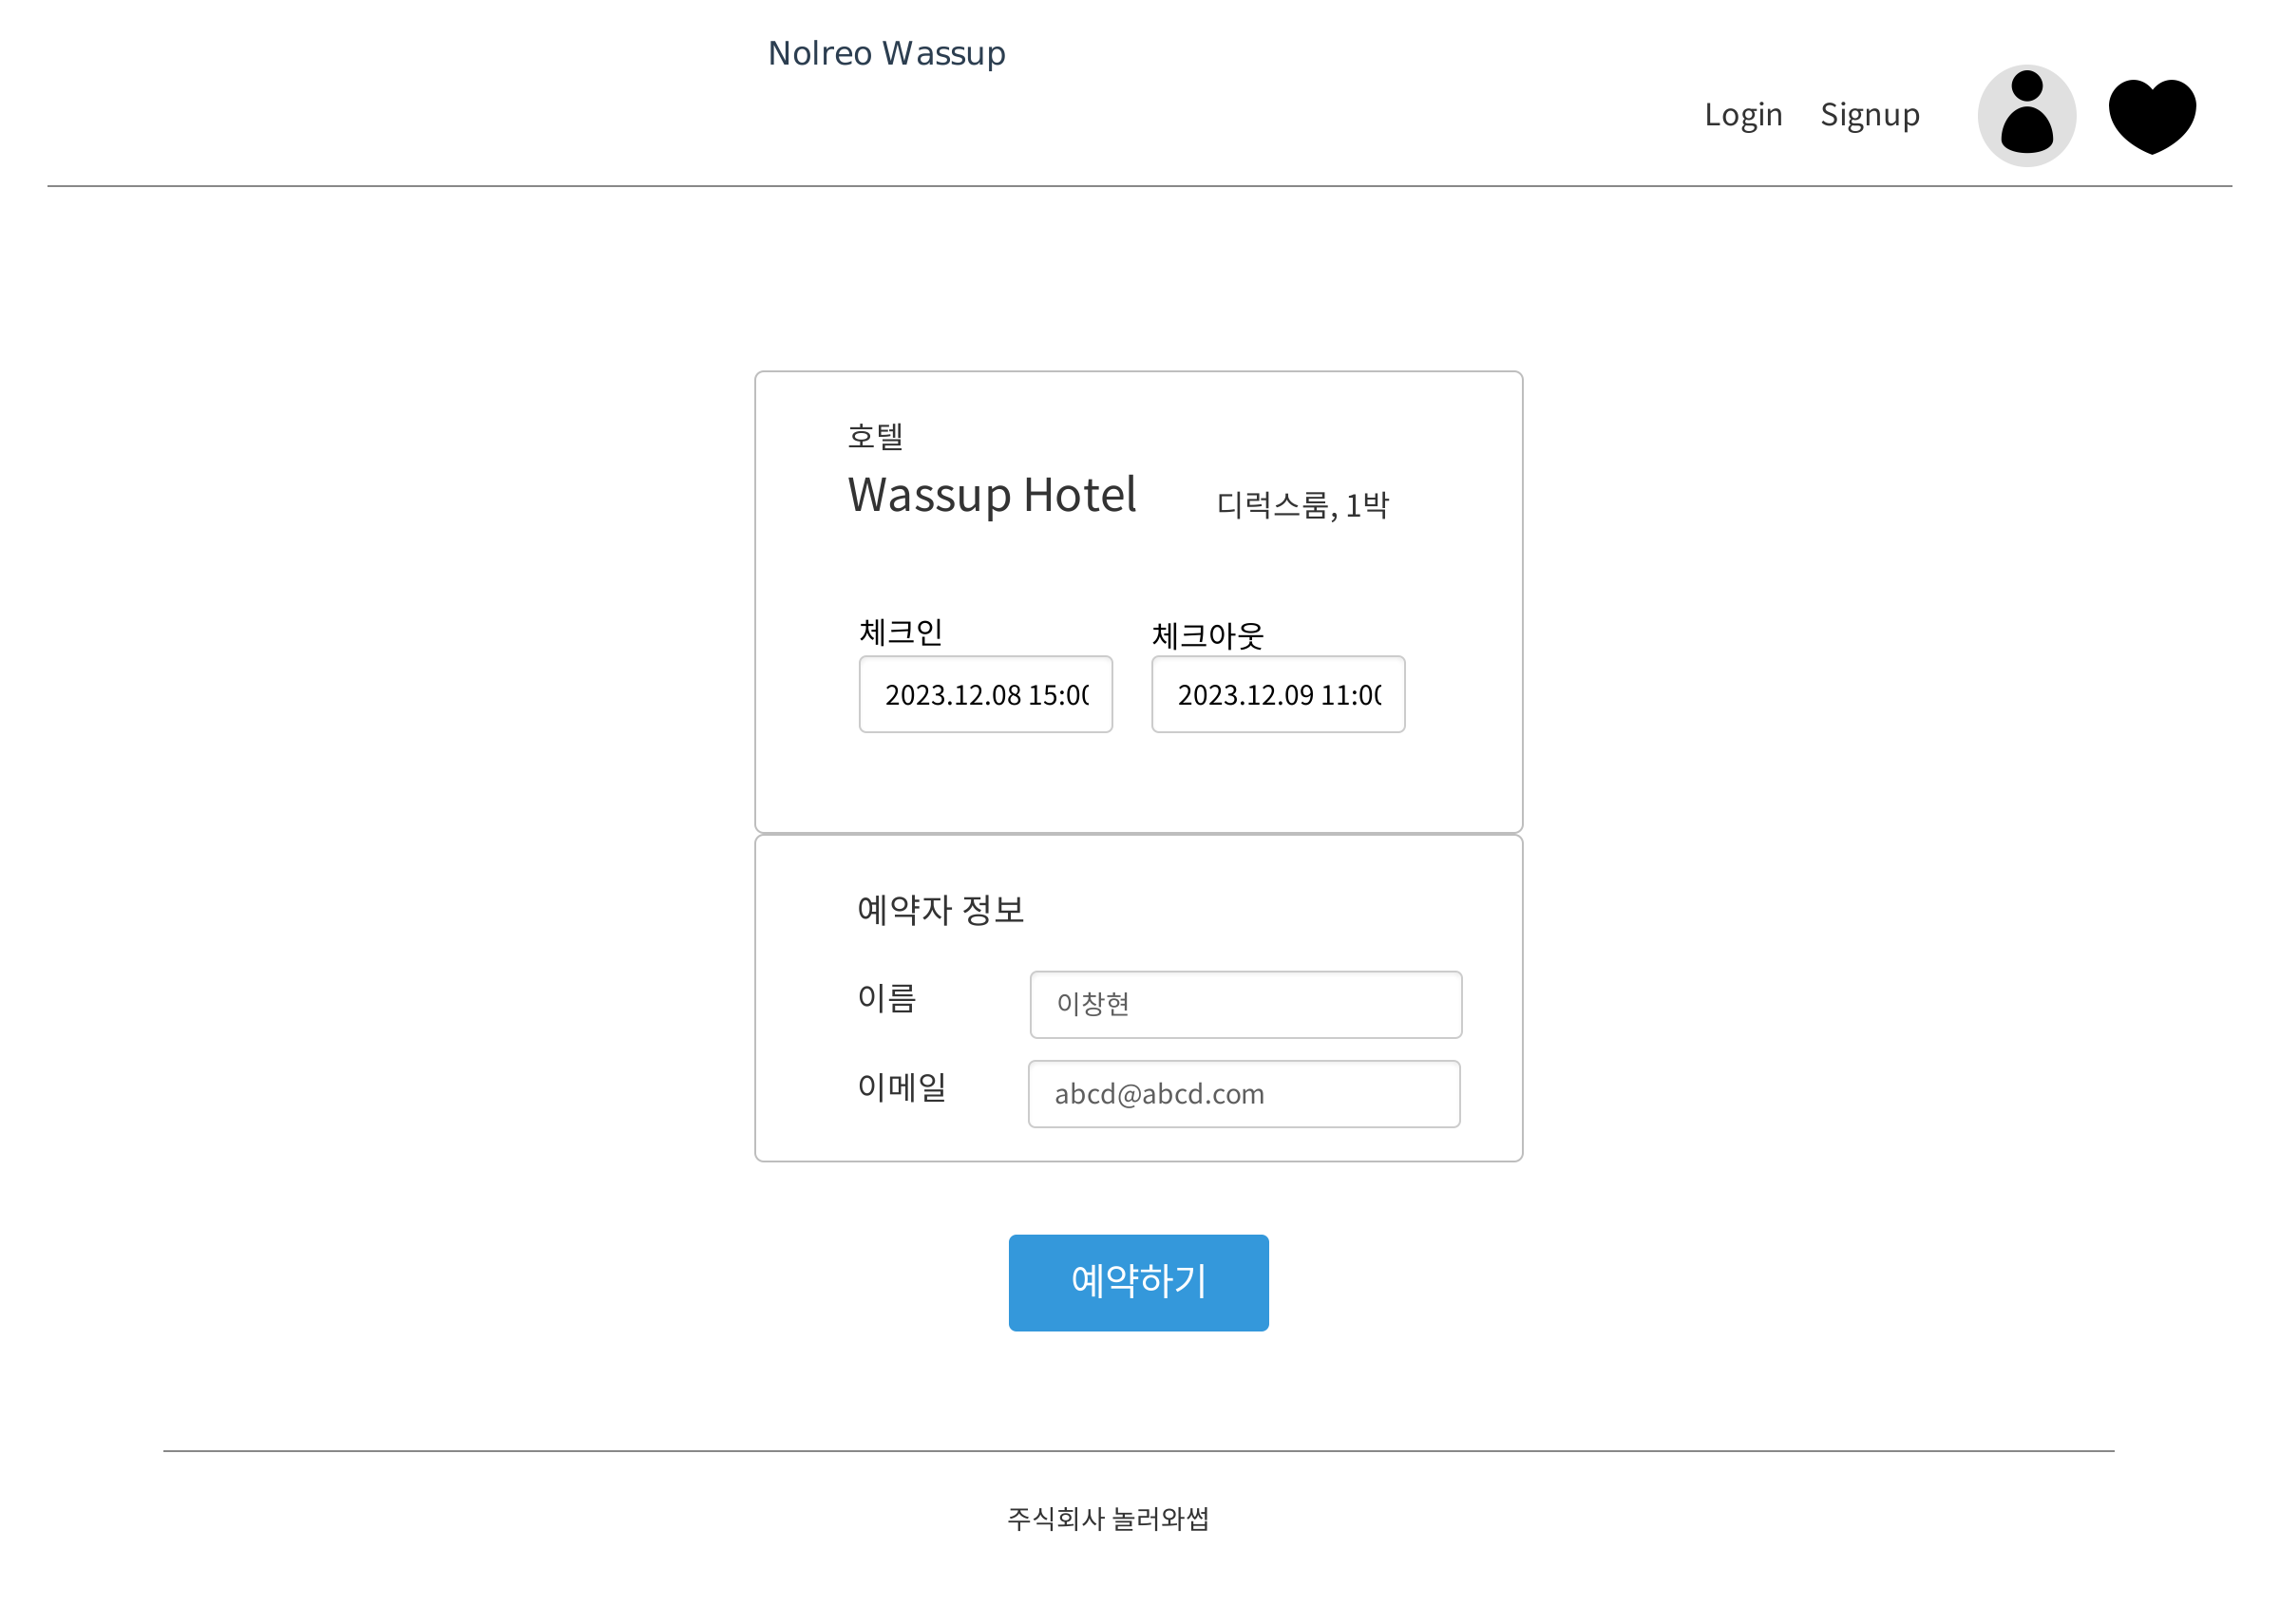 Nolreo Wassup
Login Signup
호텔
Wassup Hotel 디럭스룸, 1박
체크인 체크아웃
2023.12.08 15:00 2023.12.09 11:00
예약자 정보
이름 이창현
이메일 abcd@abcd.com
예약하기
주식회사 놀러와썹